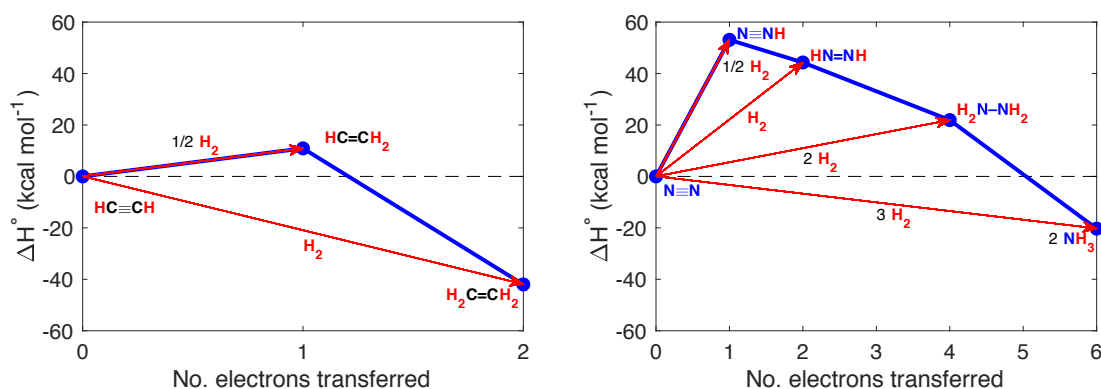 60
40
20
0
-20
-40
-60
ΔH° (kcal mol⁻¹)
1/2 H₂
HC=CH₂
HC≡CH
H₂
H₂C=CH₂
0
1
2
No. electrons transferred
60
40
20
0
-20
-40
-60
ΔH° (kcal mol⁻¹)
N≡NH
HN=NH
1/2 H₂
H₂
H₂N–NH₂
2 H₂
N≡N
3 H₂
2 NH₃
0
1
2
3
4
5
6
No. electrons transferred